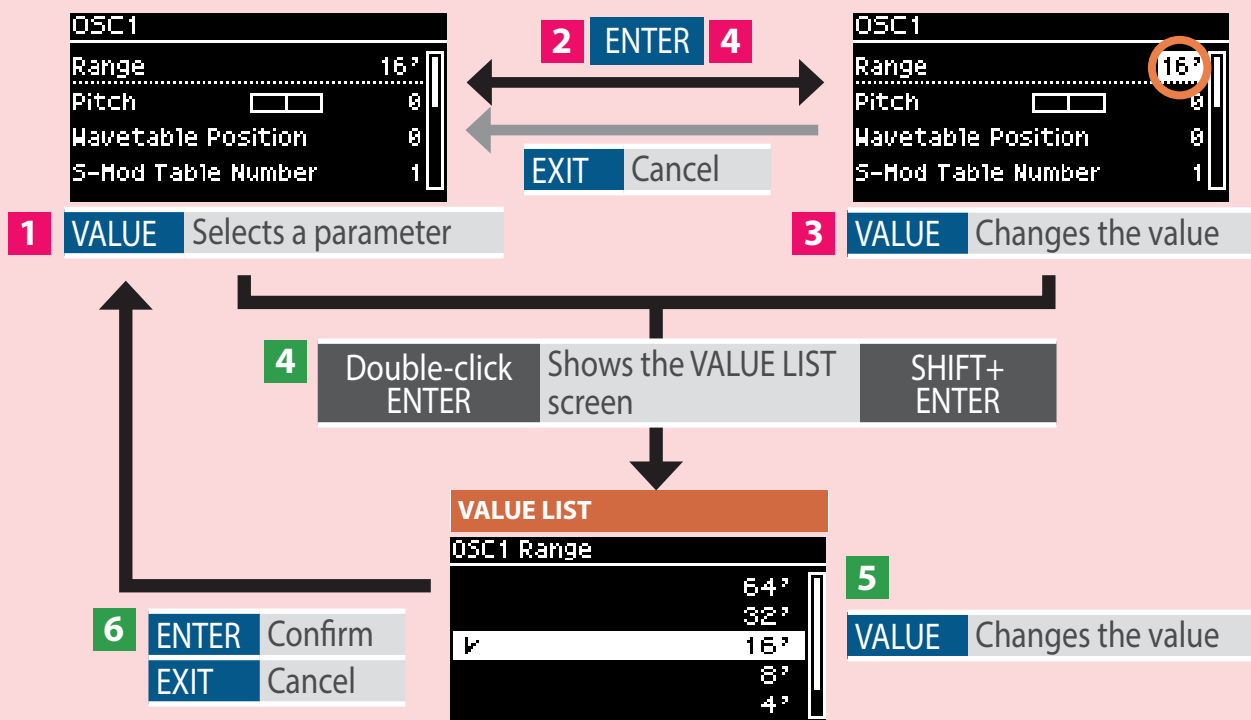 OSC1
Range 16'
Pitch 0
Wavetable Position 0
S-Mod Table Number 1
1 VALUE Selects a parameter
2 ENTER 4
EXIT Cancel
OSC1
Range 16'
Pitch 0
Wavetable Position 0
S-Mod Table Number 1
3 VALUE Changes the value
4 Double-click
ENTER
Shows the VALUE LIST
screen
SHIFT+
ENTER
VALUE LIST
OSC1 Range
64'
32'
✓ 16'
8'
4'
5
VALUE Changes the value
6 ENTER Confirm
EXIT Cancel